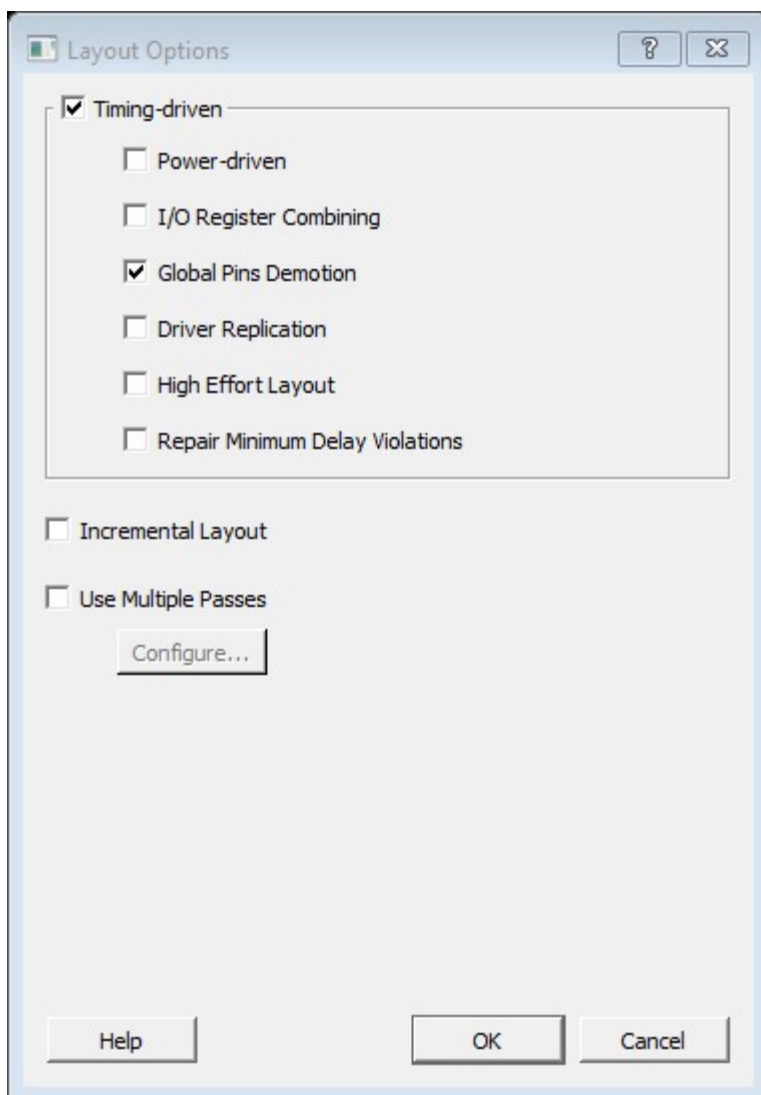 Layout Options
Timing-driven
Power-driven
I/O Register Combining
Global Pins Demotion
Driver Replication
High Effort Layout
Repair Minimum Delay Violations
Incremental Layout
Use Multiple Passes
Configure...
Help OK Cancel